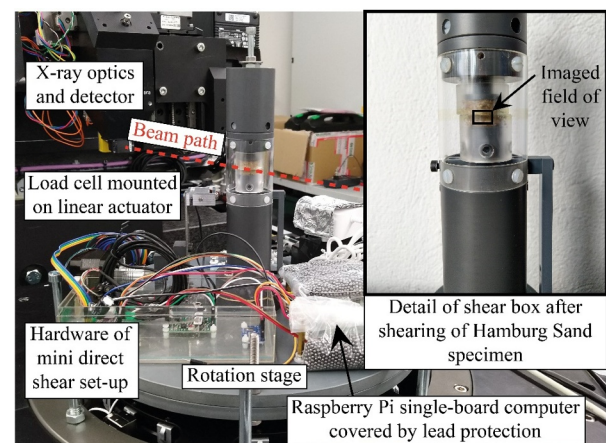 X-ray optics
and detector
Beam path
Load cell mounted
on linear actuator
Hardware of
mini direct
shear set-up
Rotation stage
Raspberry Pi single-board computer
covered by lead protection
Imaged
field of
view
Detail of shear box after
shearing of Hamburg Sand
specimen